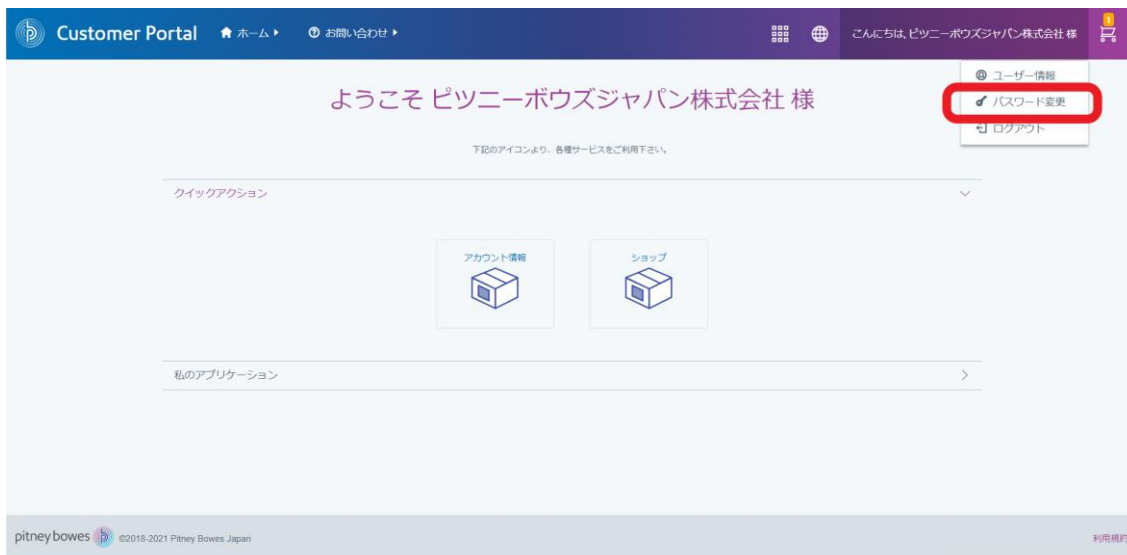 Customer Portal ホーム お問い合わせ こんにちは, ピツニーボウズジャパン株式会社 様 1
ユーザー情報
パスワード変更
ログアウト
ようこそ ピツニーボウズジャパン株式会社 様
下記のアイコンより、各種サービスをご利用下さい。
クイックアクション
アカウント情報 ショップ
私のアプリケーション
pitney bowes ©2018-2021 Pitney Bowes Japan 利用規約